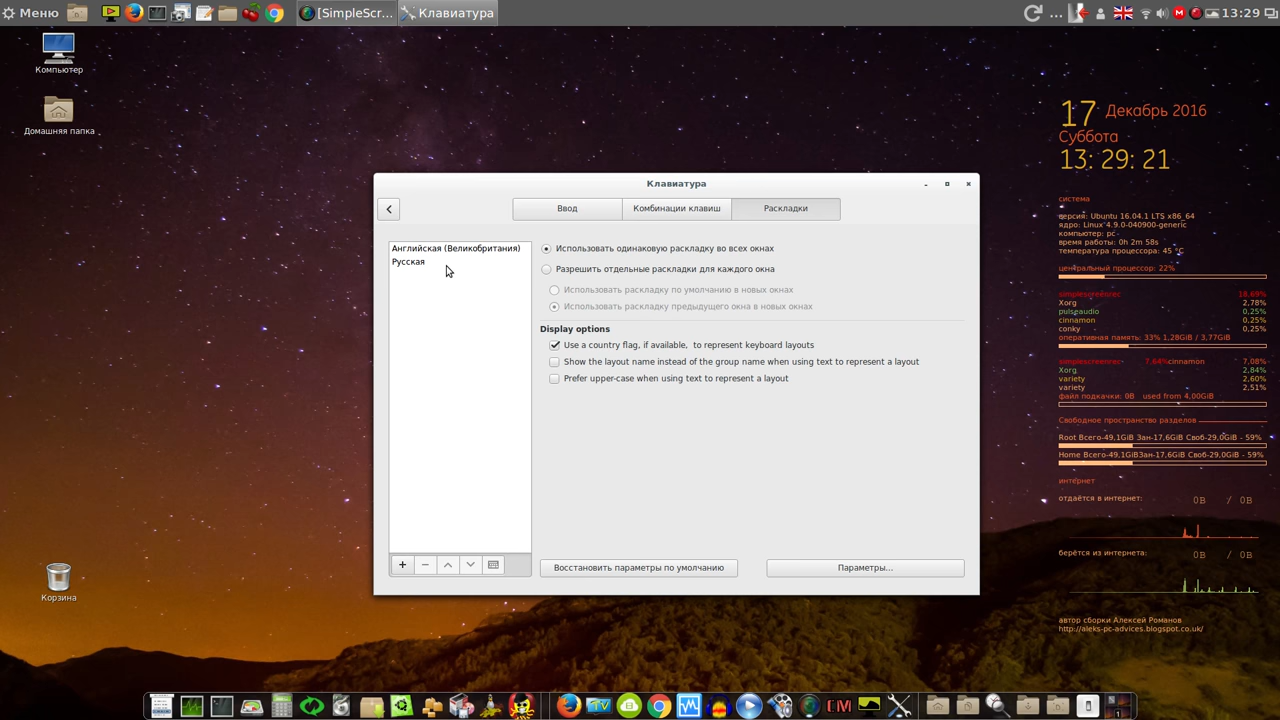 Меню
[SimpleScr...
Клавиатура
...
13:29
Компьютер
Домашняя папка
Корзина
Клавиатура
Ввод
Комбинации клавиш
Раскладки
Английская (Великобритания)
Русская
Использовать одинаковую раскладку во всех окнах
Разрешить отдельные раскладки для каждого окна
Использовать раскладку по умолчанию в новых окнах
Использовать раскладку предыдущего окна в новых окнах
Display options
Use a country flag, if available, to represent keyboard layouts
Show the layout name instead of the group name when using text to represent a layout
Prefer upper-case when using text to represent a layout
Восстановить параметры по умолчанию
Параметры...
17 Декабрь 2016
Суббота
13: 29: 21
система
версия: Ubuntu 16.04.1 LTS x86_64
ядро: Linux 4.9.0-040900-generic
компьютер: pc
время работы: 0h 2m 58s
температура процессора: 45 °C
центральный процессор: 22%
simplescreenrec 18,69%
Xorg 2,78%
pulseaudio 0,25%
cinnamon 0,25%
conky 0,25%
оперативная память: 33% 1,28GiB / 3,77GiB
simplescreenrec 7,64% cinnamon 7,08%
Xorg 2,84%
variety 2,60%
variety 2,51%
файл подкачки: 0B used from 4,00GiB
Свободное пространство разделов
Root Всего-49,1GiB Зан-17,6GiB Своб-29,0GiB - 59%
Home Всего-49,1GiBЗан-17,6GiB Своб-29,0GiB - 59%
интернет
отдаётся в интернет: 0B / 0B
берётся из интернета: 0B / 0B
автор сборки Алексей Романов
http://aleks-pc-advices.blogspot.co.uk/